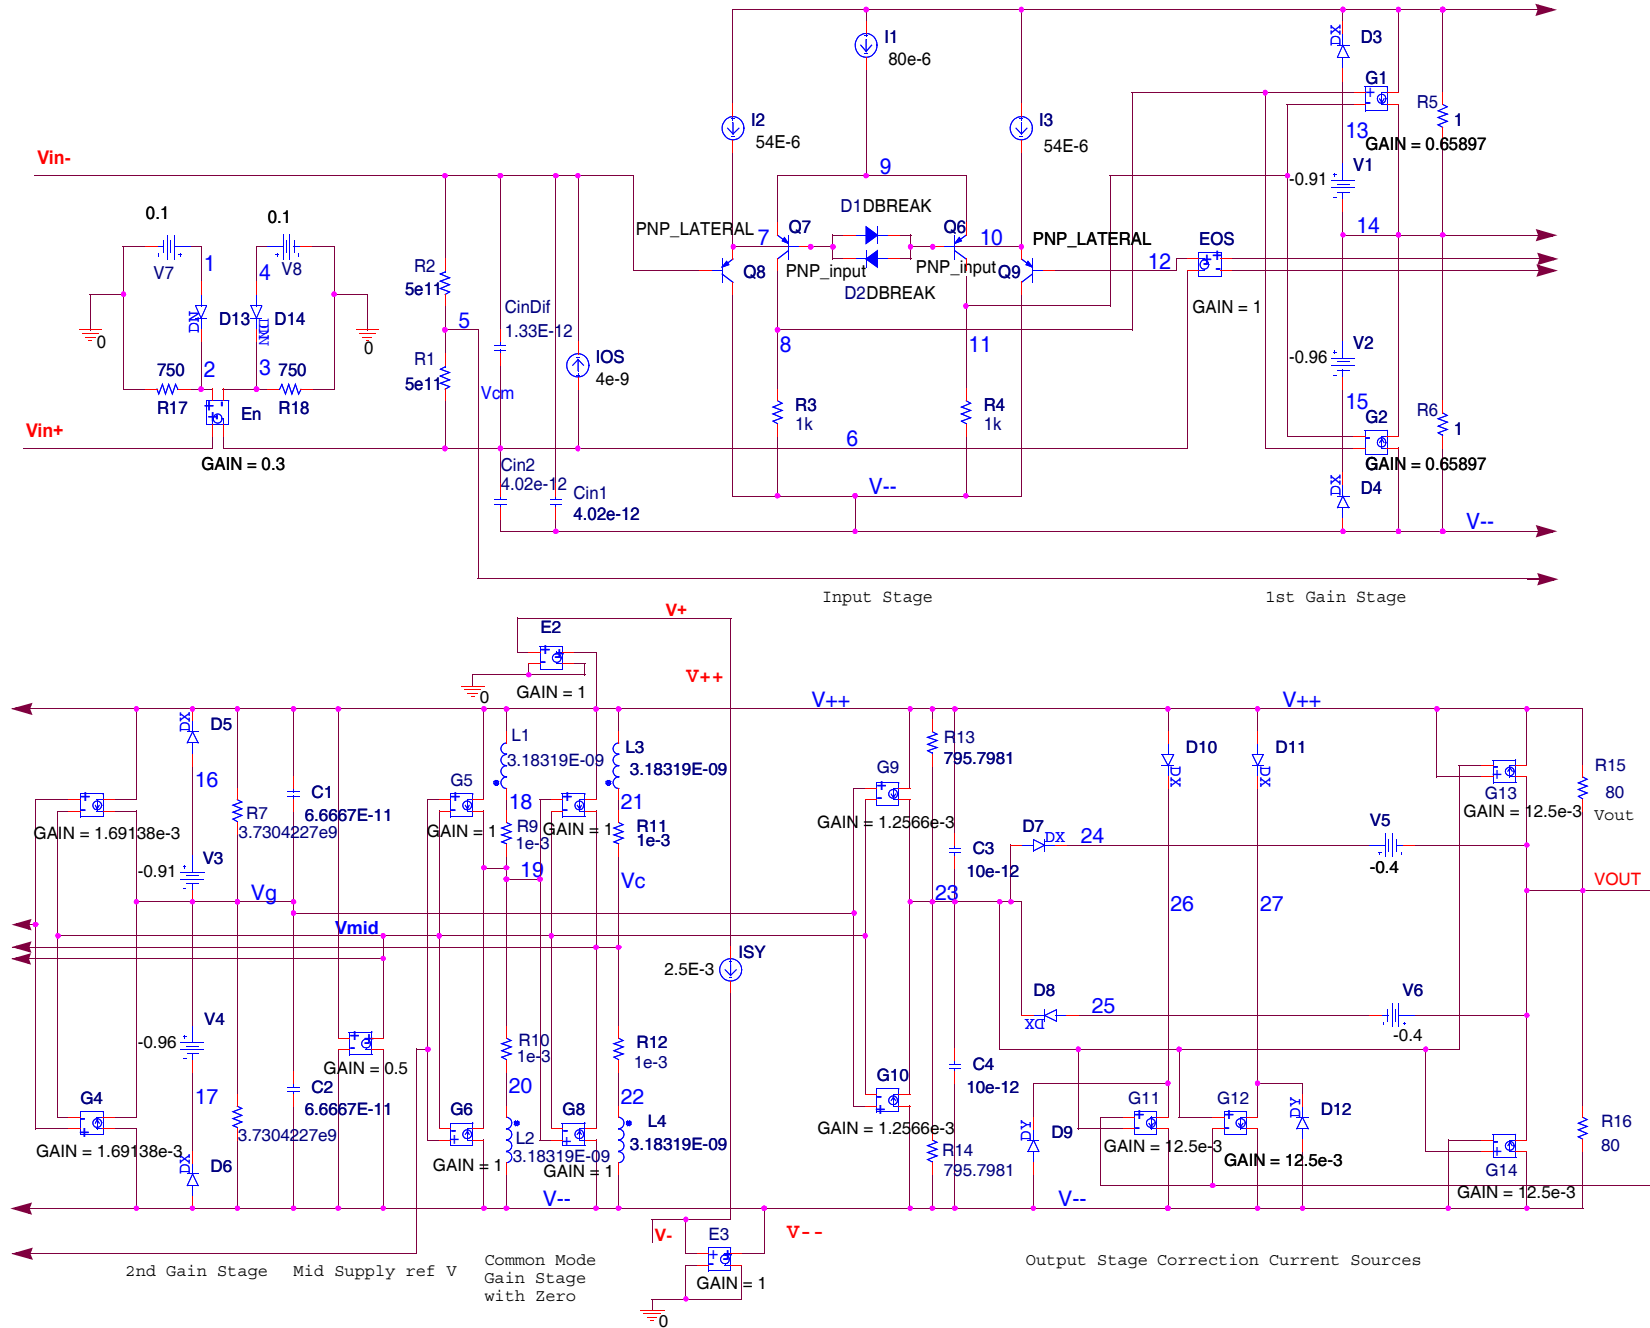 DX
D3
I1
80e-6
G1
R5
1
I2
54E-6
I3
54E-6
13
GAIN = 0.65897
Vin-
9
V1
-0.91
0.1
0.1
D1DBREAK
PNP_LATERAL
Q7
Q6
7
10
PNP_LATERAL
14
EOS
V7
V8
1
4
R2
5e11
Q8
PNP_input
PNP_input
Q9
12
D2DBREAK
GAIN = 1
CinDif
1.33E-12
DN
D13
D14
DN
5
0
0
8
11
V2
-0.96
R1
5e11
IOS
4e-9
750
2
3
750
Vcm
15
R6
1
R17
En
R18
R3
1k
R4
1k
G2
Vin+
6
GAIN = 0.3
GAIN = 0.65897
Cin2
4.02e-12
Cin1
4.02e-12
V--
DX
D4
V--
Input Stage
1st Gain Stage
V+
E2
V++
GAIN = 1
0
V++
V++
DX
D5
L1
3.18319E-09
L3
3.18319E-09
R13
795.7981
D10
DX
D11
DX
G13
GAIN = 12.5e-3
R15
80
Vout
16
C1
6.6667E-11
G5
18
21
G9
GAIN = 1.69138e-3
R7
3.7304227e9
GAIN = 1
R9
1e-3
GAIN = 1
R11
1e-3
GAIN = 1.2566e-3
D7
DX
24
V5
-0.4
V3
-0.91
19
C3
10e-12
Vg
Vc
23
26
27
VOUT
Vmid
ISY
2.5E-3
D8
DX
25
V6
-0.4
V4
-0.96
R10
1e-3
R12
1e-3
GAIN = 0.5
C4
10e-12
17
C2
6.6667E-11
20
22
G10
G4
G6
G8
L4
3.18319E-09
GAIN = 1.2566e-3
G11
G12
DY
D12
R16
80
3.7304227e9
DY
D9
GAIN = 1.69138e-3
DX
D6
GAIN = 1
L2
3.18319E-09
GAIN = 1
R14
795.7981
GAIN = 12.5e-3
GAIN = 12.5e-3
G14
GAIN = 12.5e-3
V--
V--
V-
E3
V--
GAIN = 1
0
2nd Gain Stage
Mid Supply ref V
Common Mode
Gain Stage
with Zero
Output Stage Correction Current Sources